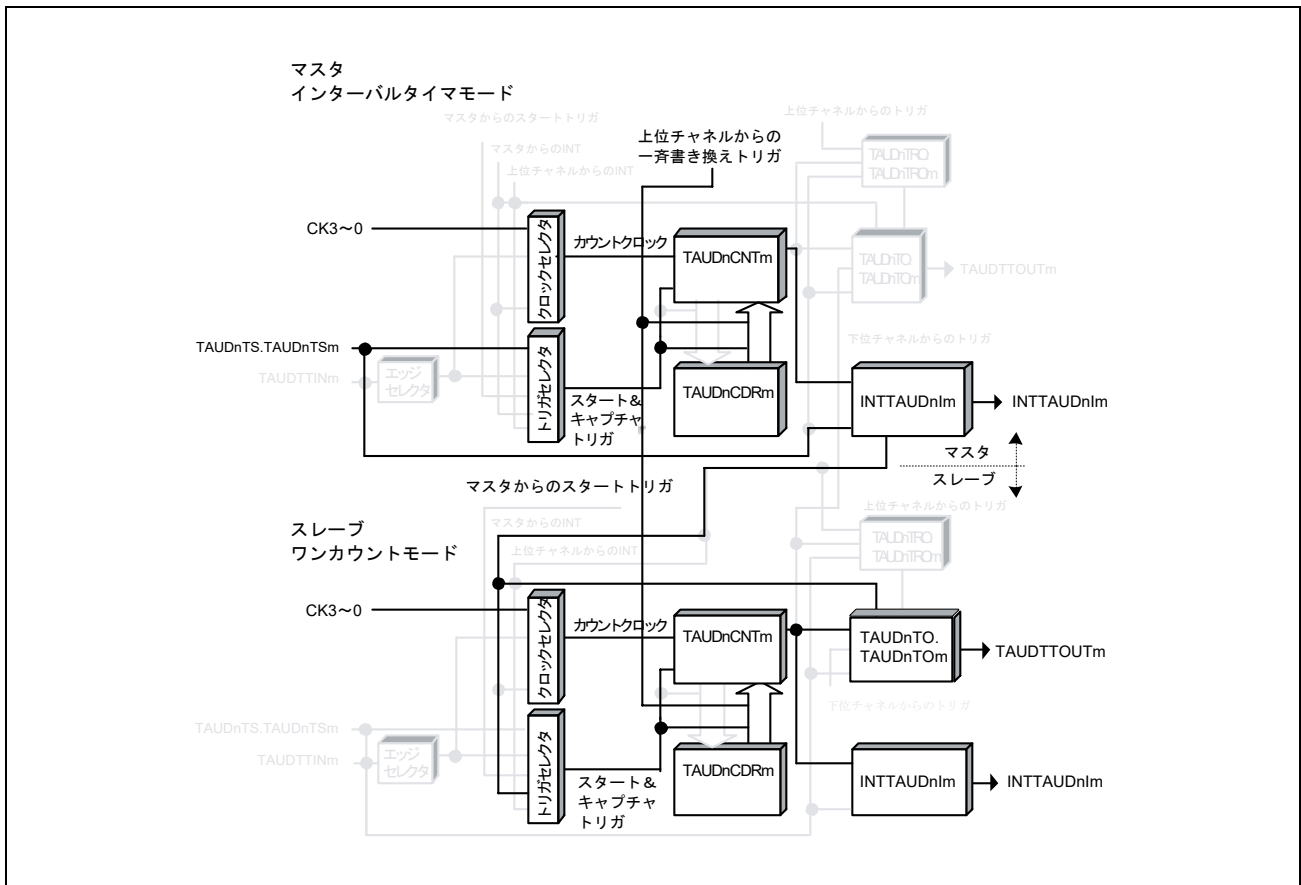 マスタ
インターバルタイマモード
上位チャネルからのトリガ
マスタからのスタートトリガ
上位チャネルからの
一斉書き換えトリガ
マスタからのINT
上位チャネルからのINT
TAUDnTRO.
TAUDnTROm
CK3～0
クロックセレクタ
カウントクロック
TAUDnCNTm
TAUDnTO.
TAUDnTOm
TAUDTTOUTm
TAUDnTS.TAUDnTSm
下位チャネルからのトリガ
TAUDTTINm
エッジ
セレクタ
トリガセレクタ
スタート＆
キャプチャ
トリガ
TAUDnCDRm
INTTAUDnIm
INTTAUDnIm
マスタ
スレーブ
マスタからのスタートトリガ
スレーブ
ワンカウントモード
マスタからのINT
上位チャネルからのINT
上位チャネルからのトリガ
TAUDnTRO.
TAUDnTROm
CK3～0
クロックセレクタ
カウントクロック
TAUDnCNTm
TAUDnTO.
TAUDnTOm
TAUDTTOUTm
下位チャネルからのトリガ
TAUDnTS.TAUDnTSm
TAUDTTINm
エッジ
セレクタ
トリガセレクタ
スタート＆
キャプチャ
トリガ
TAUDnCDRm
INTTAUDnIm
INTTAUDnIm